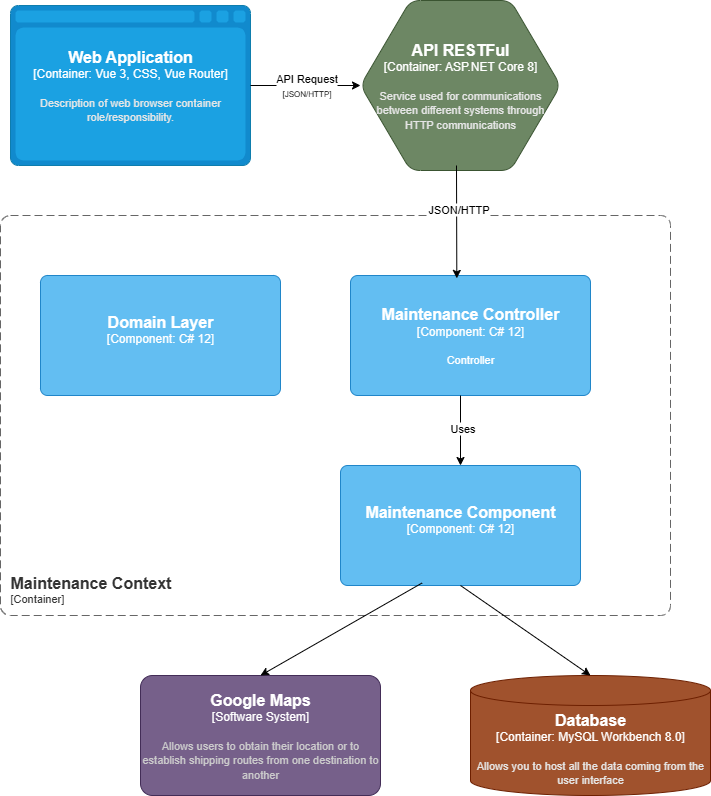 Web Application
[Container: Vue 3, CSS, Vue Router]
Description of web browser container
role/responsibility.
API Request
[JSON/HTTP]
API RESTFul
[Container: ASP.NET Core 8]
Service used for communications
between different systems through
HTTP communications
JSON/HTTP
Domain Layer
[Component: C# 12]
Maintenance Controller
[Component: C# 12]
Controller
Uses
Maintenance Component
[Component: C# 12]
Maintenance Context
[Container]
Google Maps
[Software System]
Allows users to obtain their location or to
establish shipping routes from one destination to
another
Database
[Container: MySQL Workbench 8.0]
Allows you to host all the data coming from the
user interface